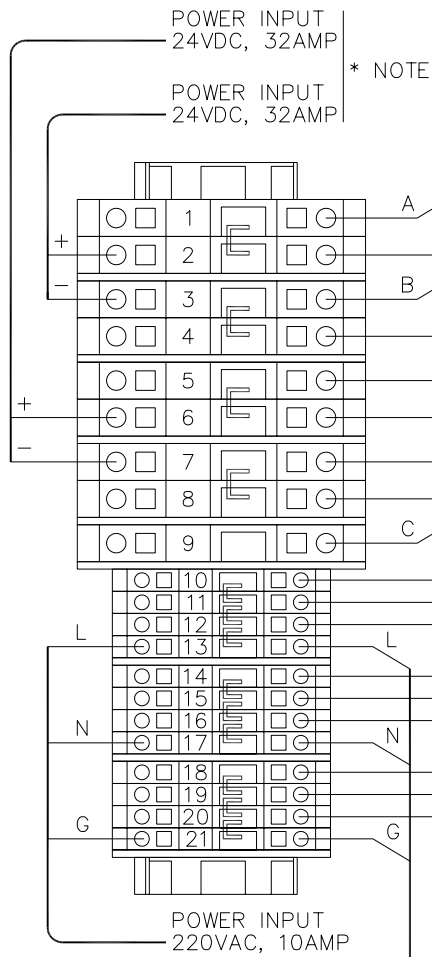 POWER INPUT
24VDC, 32AMP
* NOTE
POWER INPUT
24VDC, 32AMP
1
A
+
2
−
3
B
4
5
+
6
−
7
8
9
C
10
11
12
L
13
L
14
15
16
N
17
N
18
19
20
G
21
G
POWER INPUT
220VAC, 10AMP